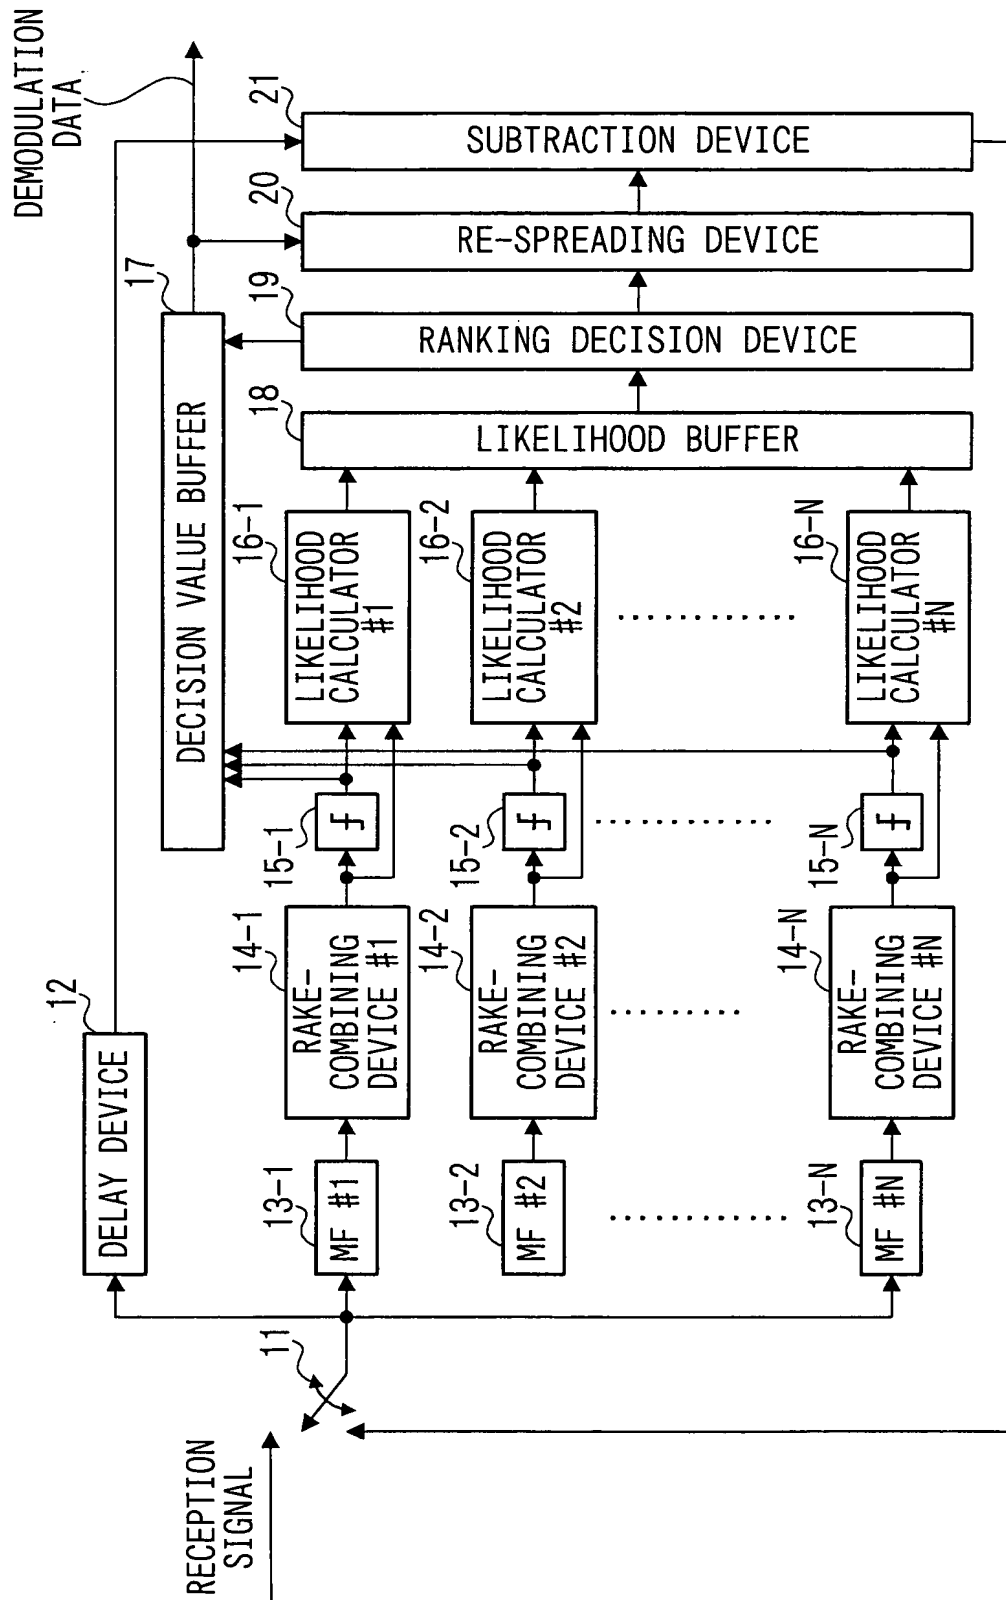 RECEPTION
SIGNAL
11
12
DELAY DEVICE
DEMODULATION
DATA
17
DECISION VALUE BUFFER
13-1
MF #1
14-1
RAKE-
COMBINING
DEVICE #1
15-1
16-1
LIKELIHOOD
CALCULATOR
#1
13-2
MF #2
14-2
RAKE-
COMBINING
DEVICE #2
15-2
16-2
LIKELIHOOD
CALCULATOR
#2
13-N
MF #N
14-N
RAKE-
COMBINING
DEVICE #N
15-N
16-N
LIKELIHOOD
CALCULATOR
#N
18
LIKELIHOOD BUFFER
19
RANKING DECISION DEVICE
20
RE-SPREADING DEVICE
21
SUBTRACTION DEVICE